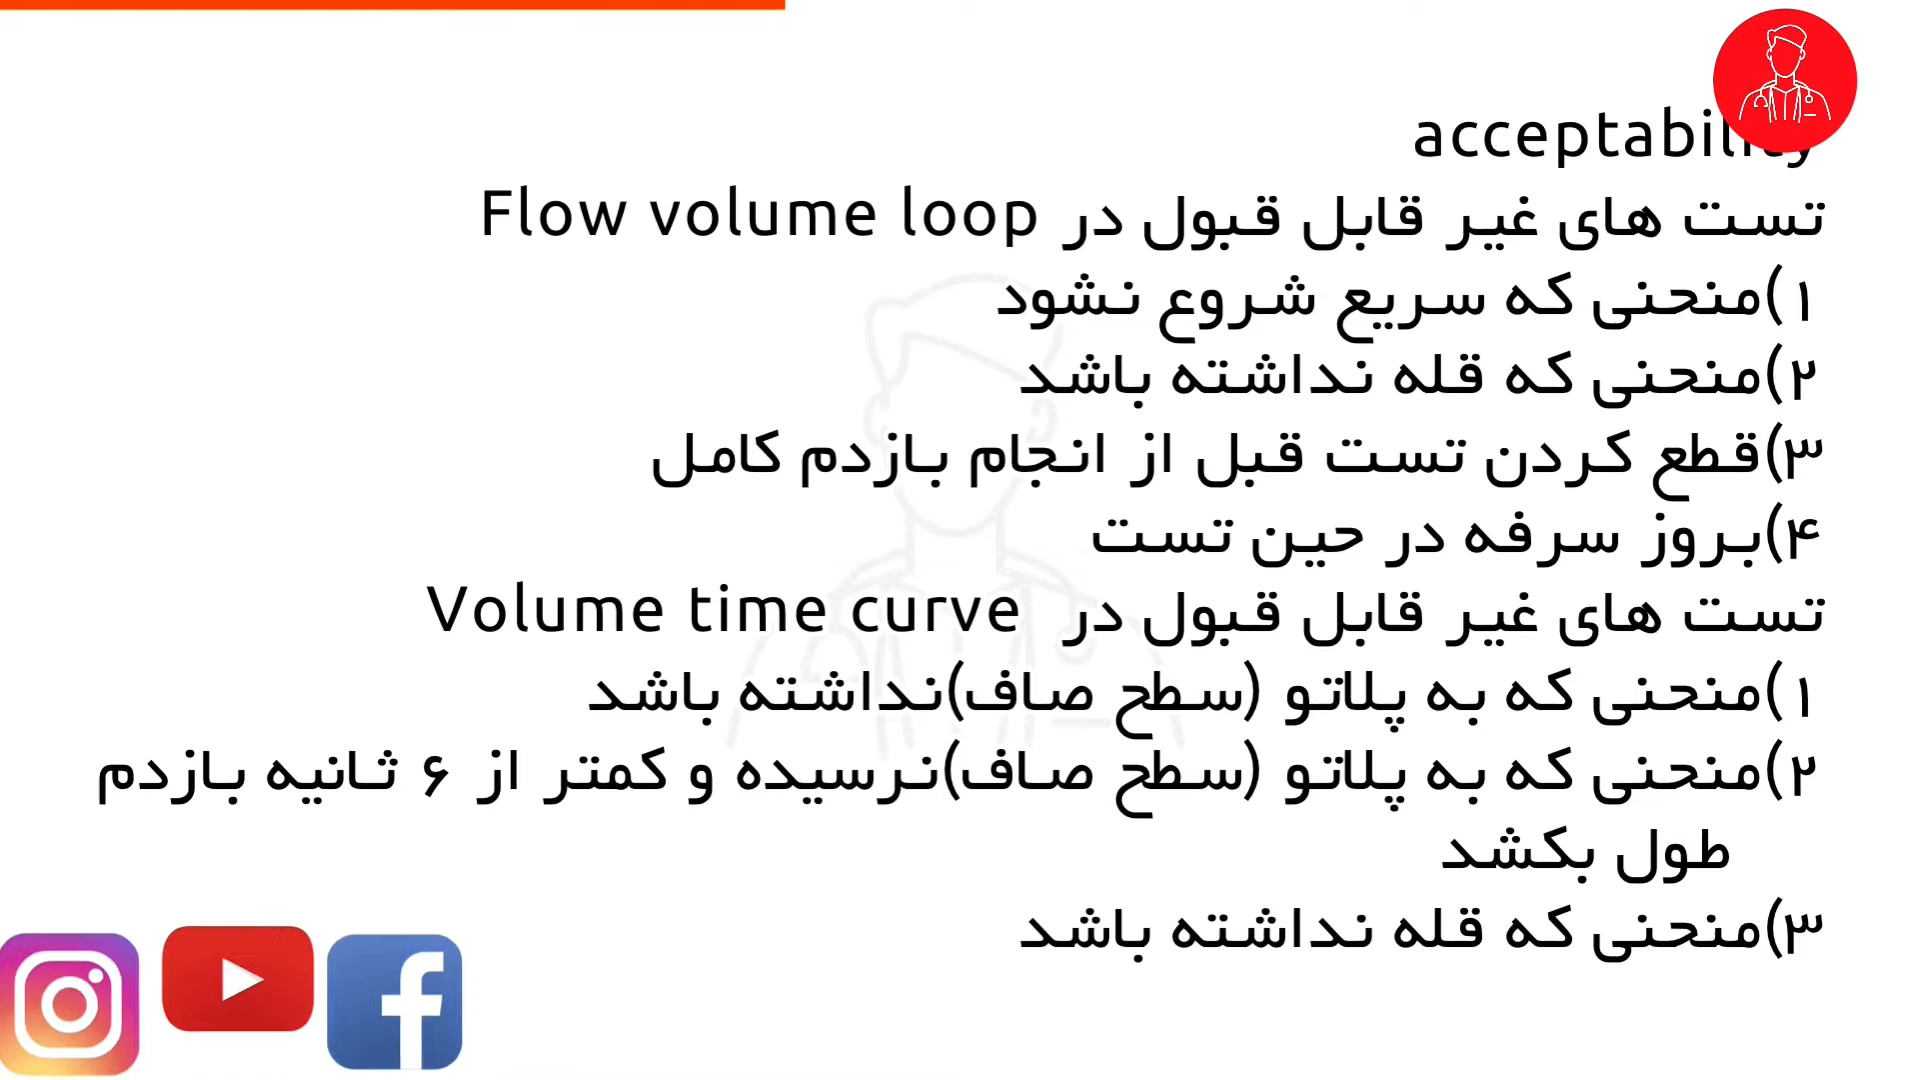 acceptability
تست های غیر قابل قبول در Flow volume loop
۱)منحنی که سریع شروع نشود
۲)منحنی که قله نداشته باشد
۳)قطع کردن تست قبل از انجام بازدم کامل
۴)بروز سرفه در حین تست
تست های غیر قابل قبول در Volume time curve
۱)منحنی که به پلاتو (سطح صاف)نداشته باشد
۲)منحنی که به پلاتو (سطح صاف)نرسیده و کمتر از ۶ ثانیه بازدم
طول بکشد
۳)منحنی که قله نداشته باشد